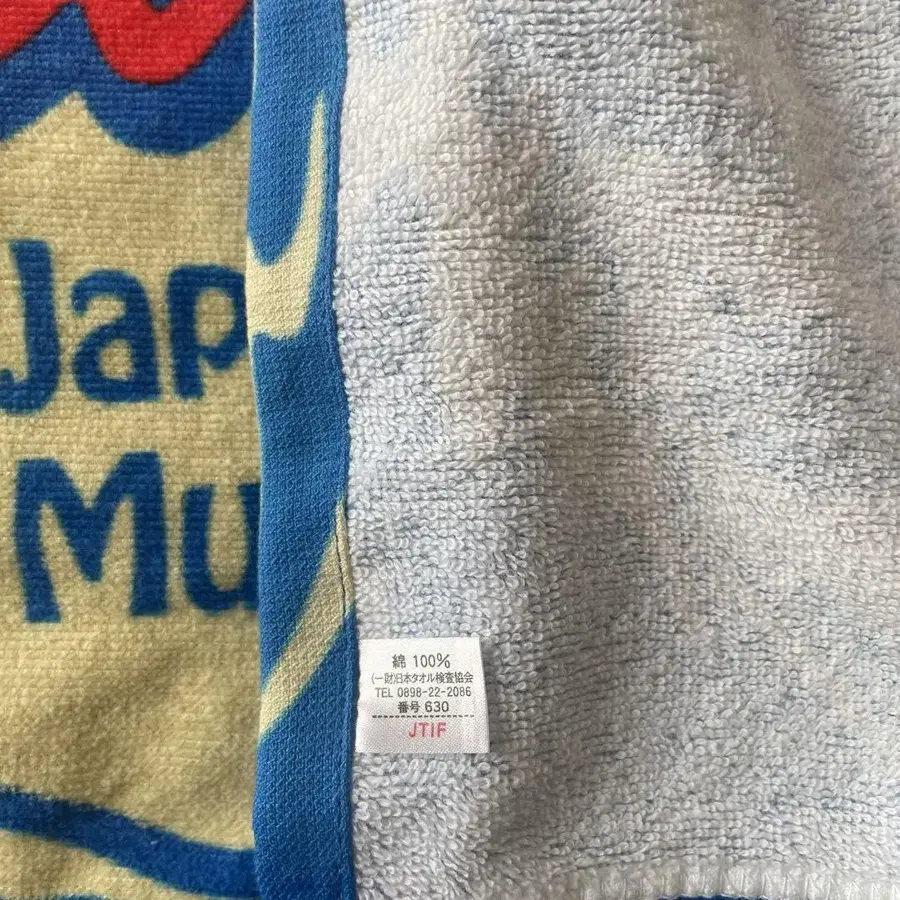 Jap
Mu
綿 100%
(一財)日本タオル検査協会
TEL 0898-22-2086
番号 630
JTIF